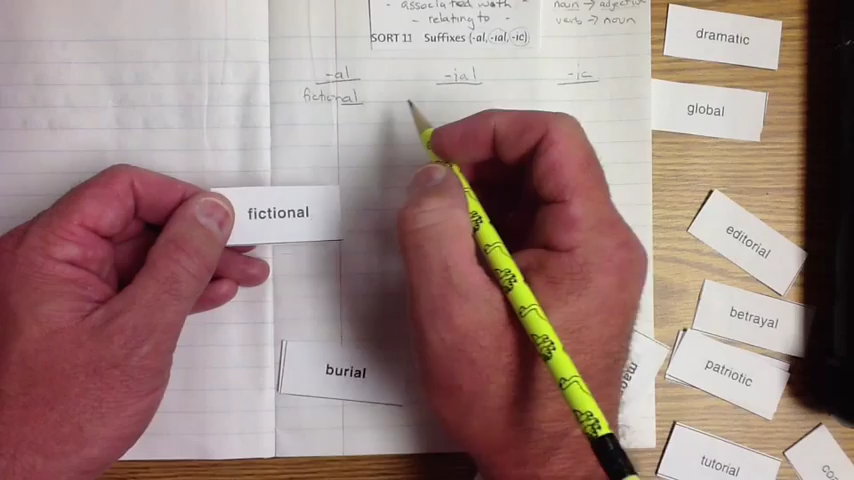 associated with
- relating to -
noun → adjective
verb → noun
SORT 11 Suffixes (-al, -ial, -ic)
-al
-ial
-ic
fictional
dramatic
global
fictional
editorial
betrayal
burial
patriotic
tutorial